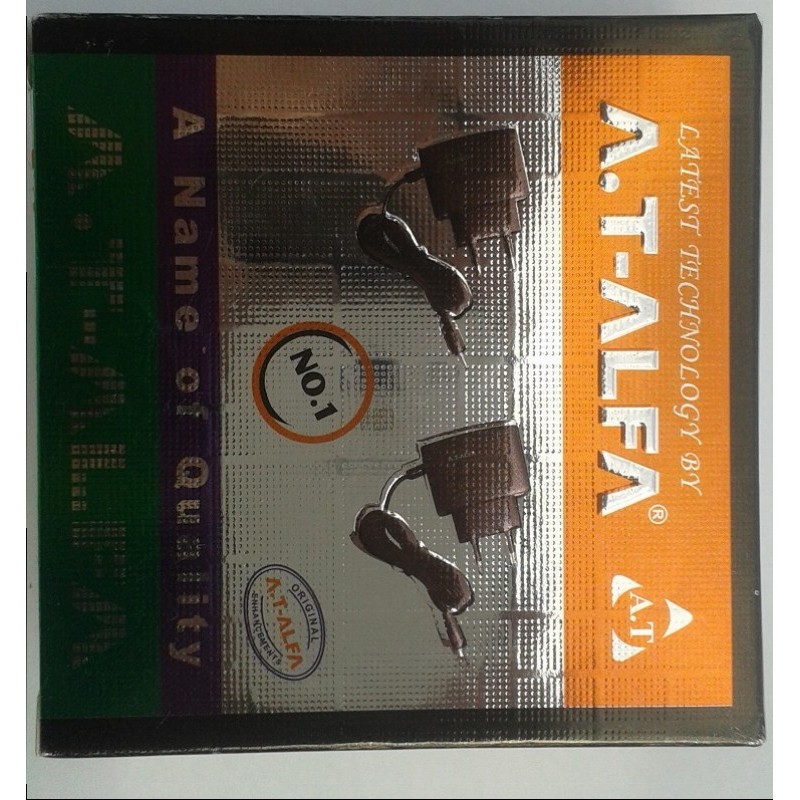 LATEST TECHNOLOGY BY
A.T-ALFA®
A.T
NO.1
ORIGINAL
A.T-ALFA
ENHANCEMENTS
A Name of Quality
A.T-ALFA